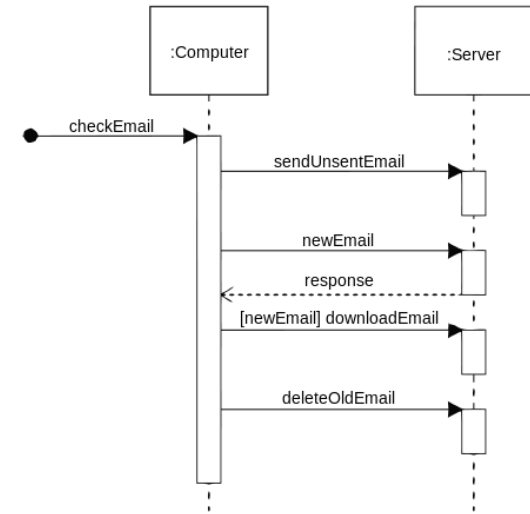 :Computer
:Server
checkEmail
sendUnsentEmail
newEmail
response
[newEmail] downloadEmail
deleteOldEmail